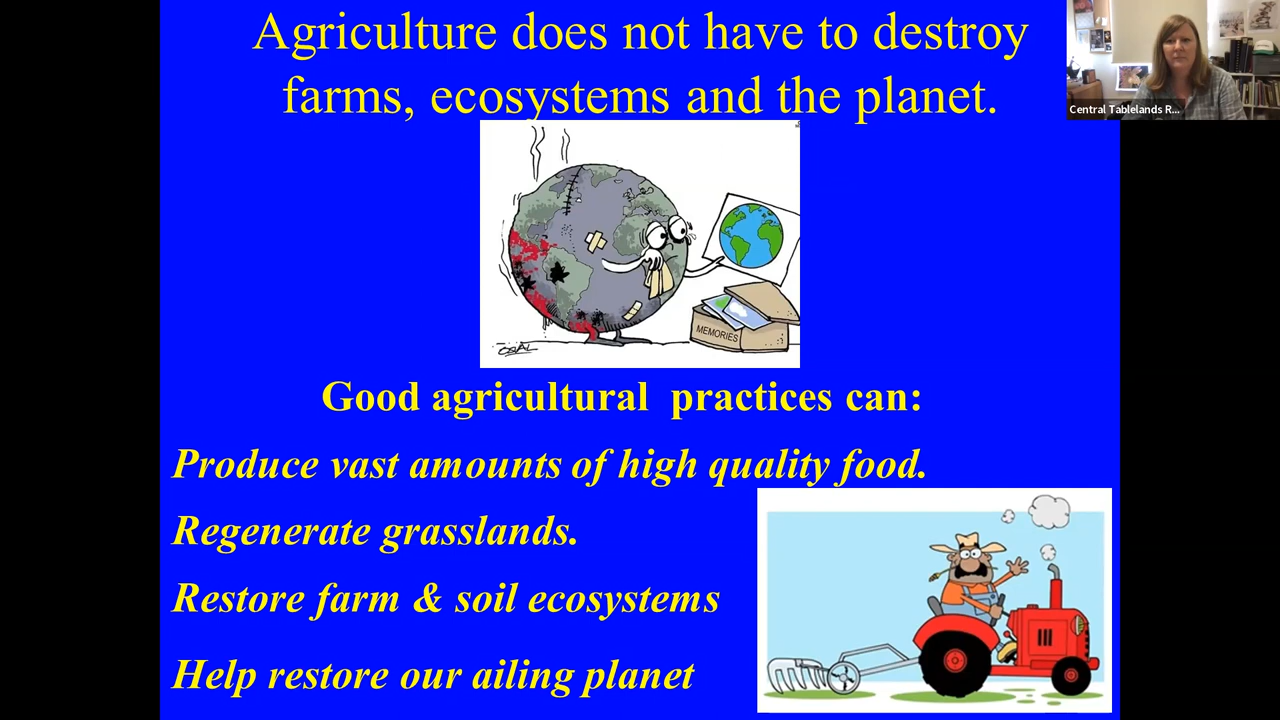 Agriculture does not have to destroy
farms, ecosystems and the planet.
Central Tablelands R...
MEMORIES
Good agricultural  practices can:
Produce vast amounts of high quality food.
Regenerate grasslands.
Restore farm & soil ecosystems
Help restore our ailing planet